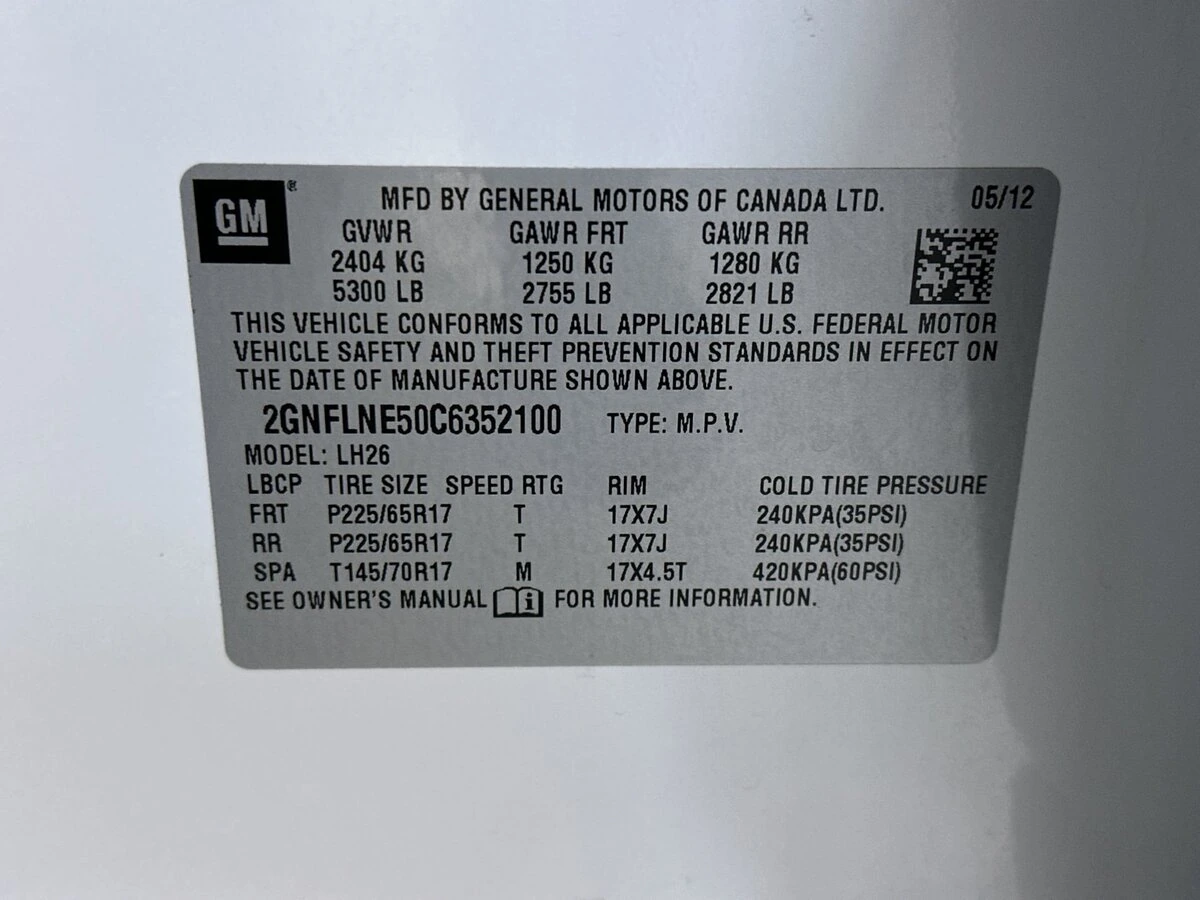 GM®
MFD BY GENERAL MOTORS OF CANADA LTD. 05/12
GVWR GAWR FRT GAWR RR
2404 KG 1250 KG 1280 KG
5300 LB 2755 LB 2821 LB
THIS VEHICLE CONFORMS TO ALL APPLICABLE U.S. FEDERAL MOTOR
VEHICLE SAFETY AND THEFT PREVENTION STANDARDS IN EFFECT ON
THE DATE OF MANUFACTURE SHOWN ABOVE.
2GNFLNE50C6352100 TYPE: M.P.V.
MODEL: LH26
LBCP TIRE SIZE SPEED RTG RIM COLD TIRE PRESSURE
FRT P225/65R17 T 17X7J 240KPA(35PSI)
RR P225/65R17 T 17X7J 240KPA(35PSI)
SPA T145/70R17 M 17X4.5T 420KPA(60PSI)
SEE OWNER'S MANUAL i FOR MORE INFORMATION.